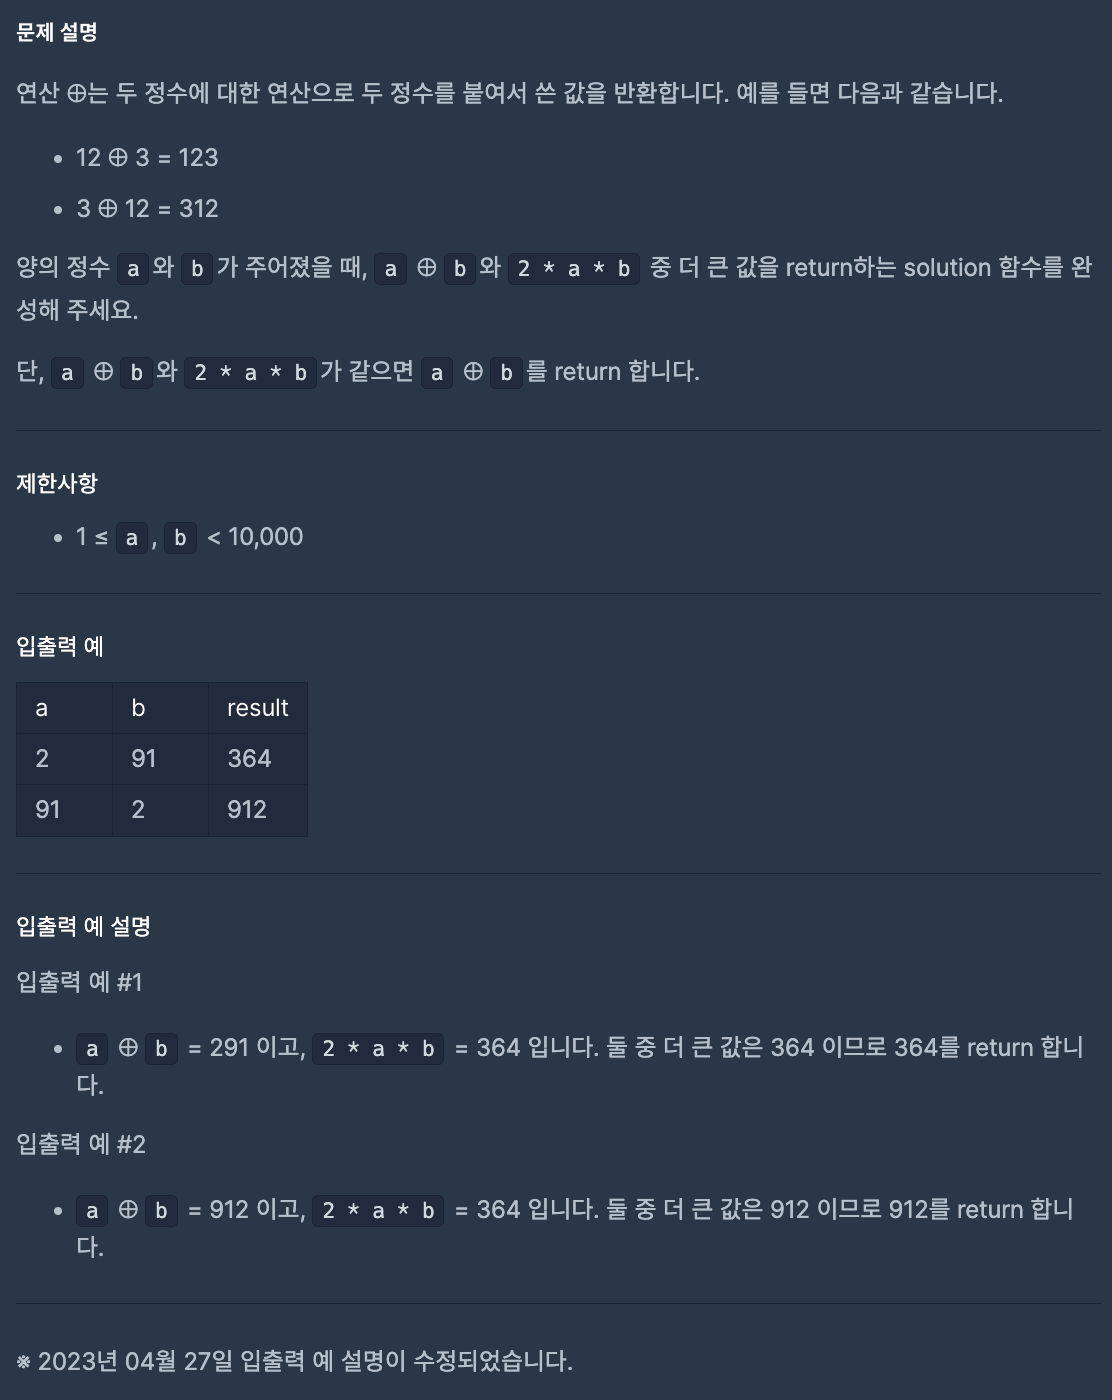 문제 설명
연산 ⊕는 두 정수에 대한 연산으로 두 정수를 붙여서 쓴 값을 반환합니다. 예를 들면 다음과 같습니다.
• 12 ⊕ 3 = 123
• 3 ⊕ 12 = 312
양의 정수 a와 b가 주어졌을 때, a ⊕ b와 2 * a * b 중 더 큰 값을 return하는 solution 함수를 완
성해 주세요.
단, a ⊕ b와 2 * a * b가 같으면 a ⊕ b를 return 합니다.
제한사항
• 1 ≤ a, b < 10,000
입출력 예
a b result
2 91 364
91 2 912
입출력 예 설명
입출력 예 #1
• a ⊕ b = 291 이고, 2 * a * b = 364 입니다. 둘 중 더 큰 값은 364 이므로 364를 return 합니
다.
입출력 예 #2
• a ⊕ b = 912 이고, 2 * a * b = 364 입니다. 둘 중 더 큰 값은 912 이므로 912를 return 합니
다.
※ 2023년 04월 27일 입출력 예 설명이 수정되었습니다.